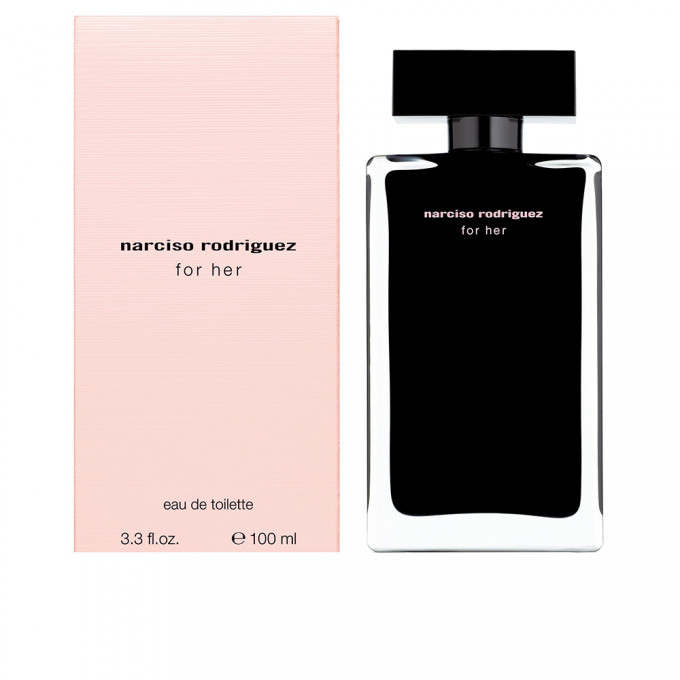 narciso rodriguez
for her
eau de toilette
3.3 fl.oz. ℮ 100 ml
narciso rodriguez
for her